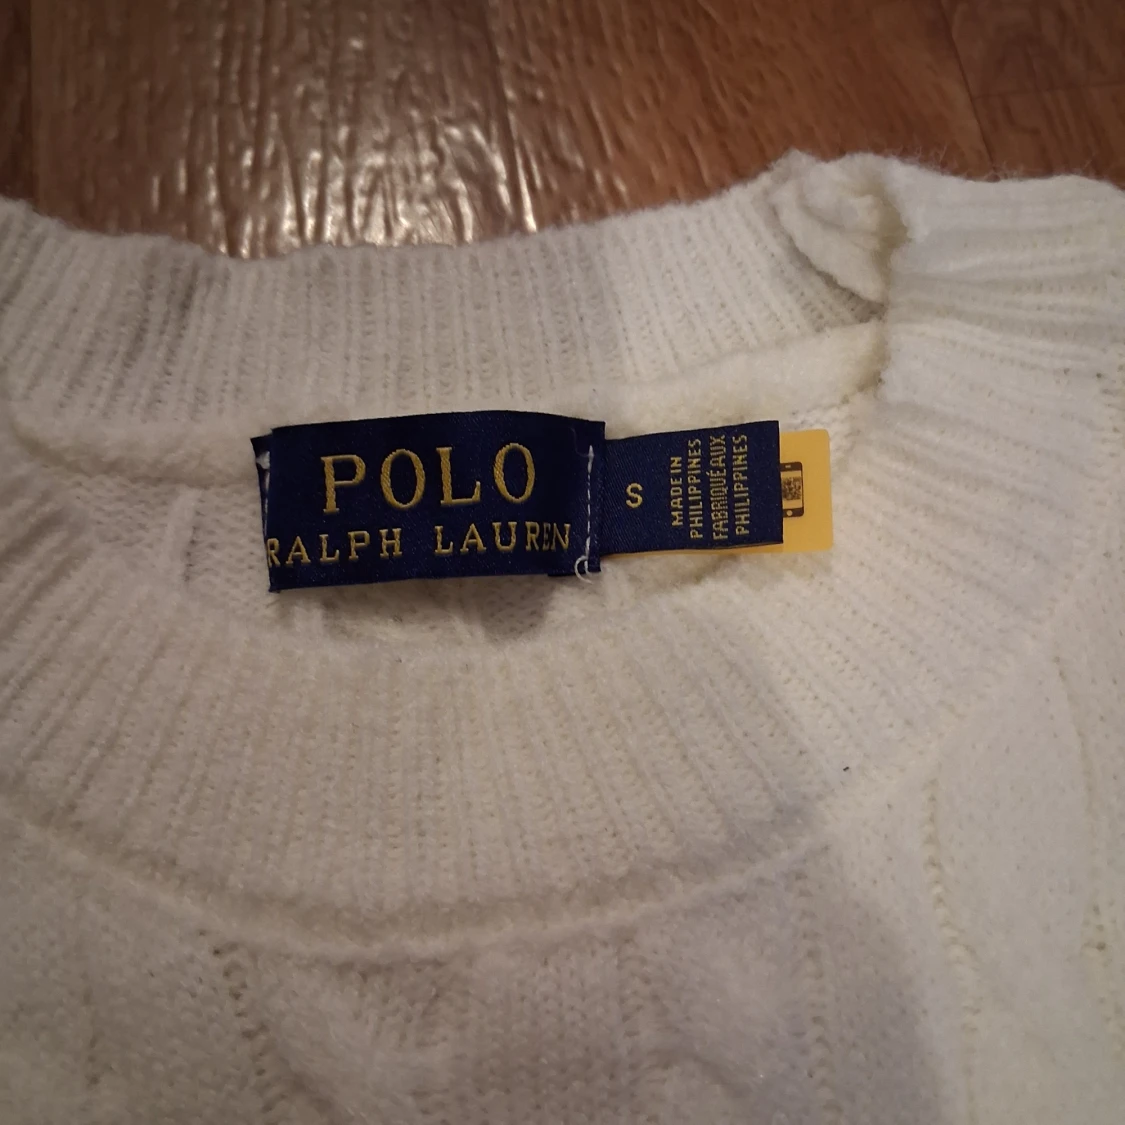 POLO
RALPH LAUREN
S
MADE IN
PHILIPPINES
FABRIQUÉ AUX
PHILIPPINES